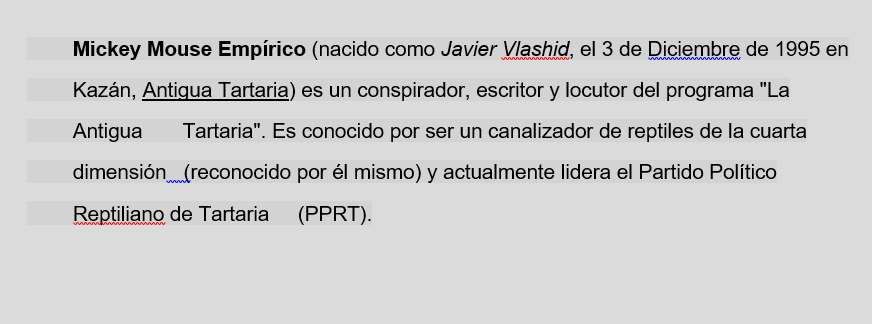 Mickey Mouse Empírico (nacido como Javier Vlashid, el 3 de Diciembre de 1995 en
Kazán, Antigua Tartaria) es un conspirador, escritor y locutor del programa "La
Antigua Tartaria". Es conocido por ser un canalizador de reptiles de la cuarta
dimensión (reconocido por él mismo) y actualmente lidera el Partido Político
Reptiliano de Tartaria (PPRT).